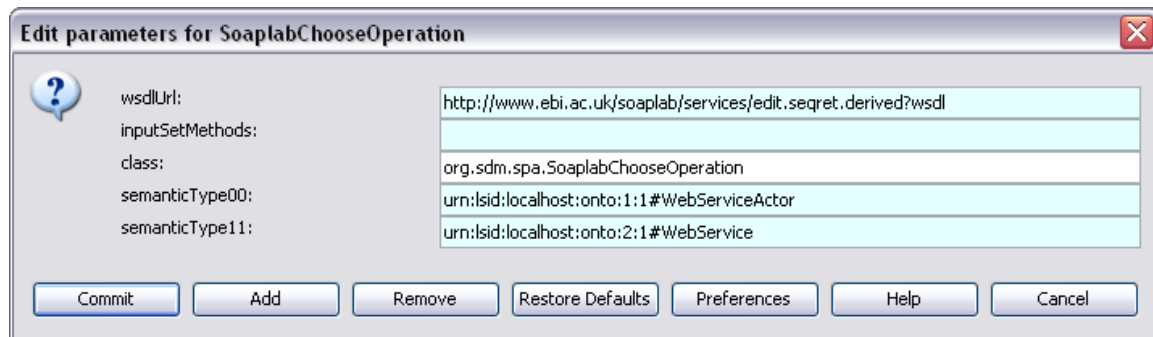 Edit parameters for SoaplabChooseOperation
wsdlUrl: http://www.ebi.ac.uk/soaplab/services/edit.seqret.derived?wsdl
inputSetMethods:
class: org.sdm.spa.SoaplabChooseOperation
semanticType00: urn:lsid:localhost:onto:1:1#WebServiceActor
semanticType11: urn:lsid:localhost:onto:2:1#WebService
Commit Add Remove Restore Defaults Preferences Help Cancel